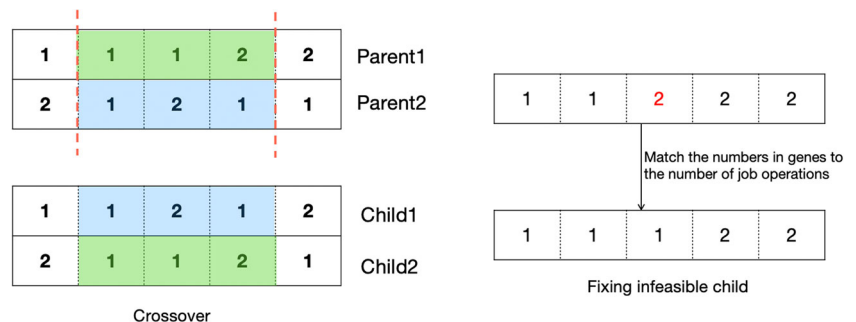 1 1 1 2 2 Parent1
2 1 2 1 1 Parent2
1 1 2 1 2 Child1
2 1 1 2 1 Child2
Crossover
1 1 2 2 2
Match the numbers in genes to
the number of job operations
1 1 1 2 2
Fixing infeasible child